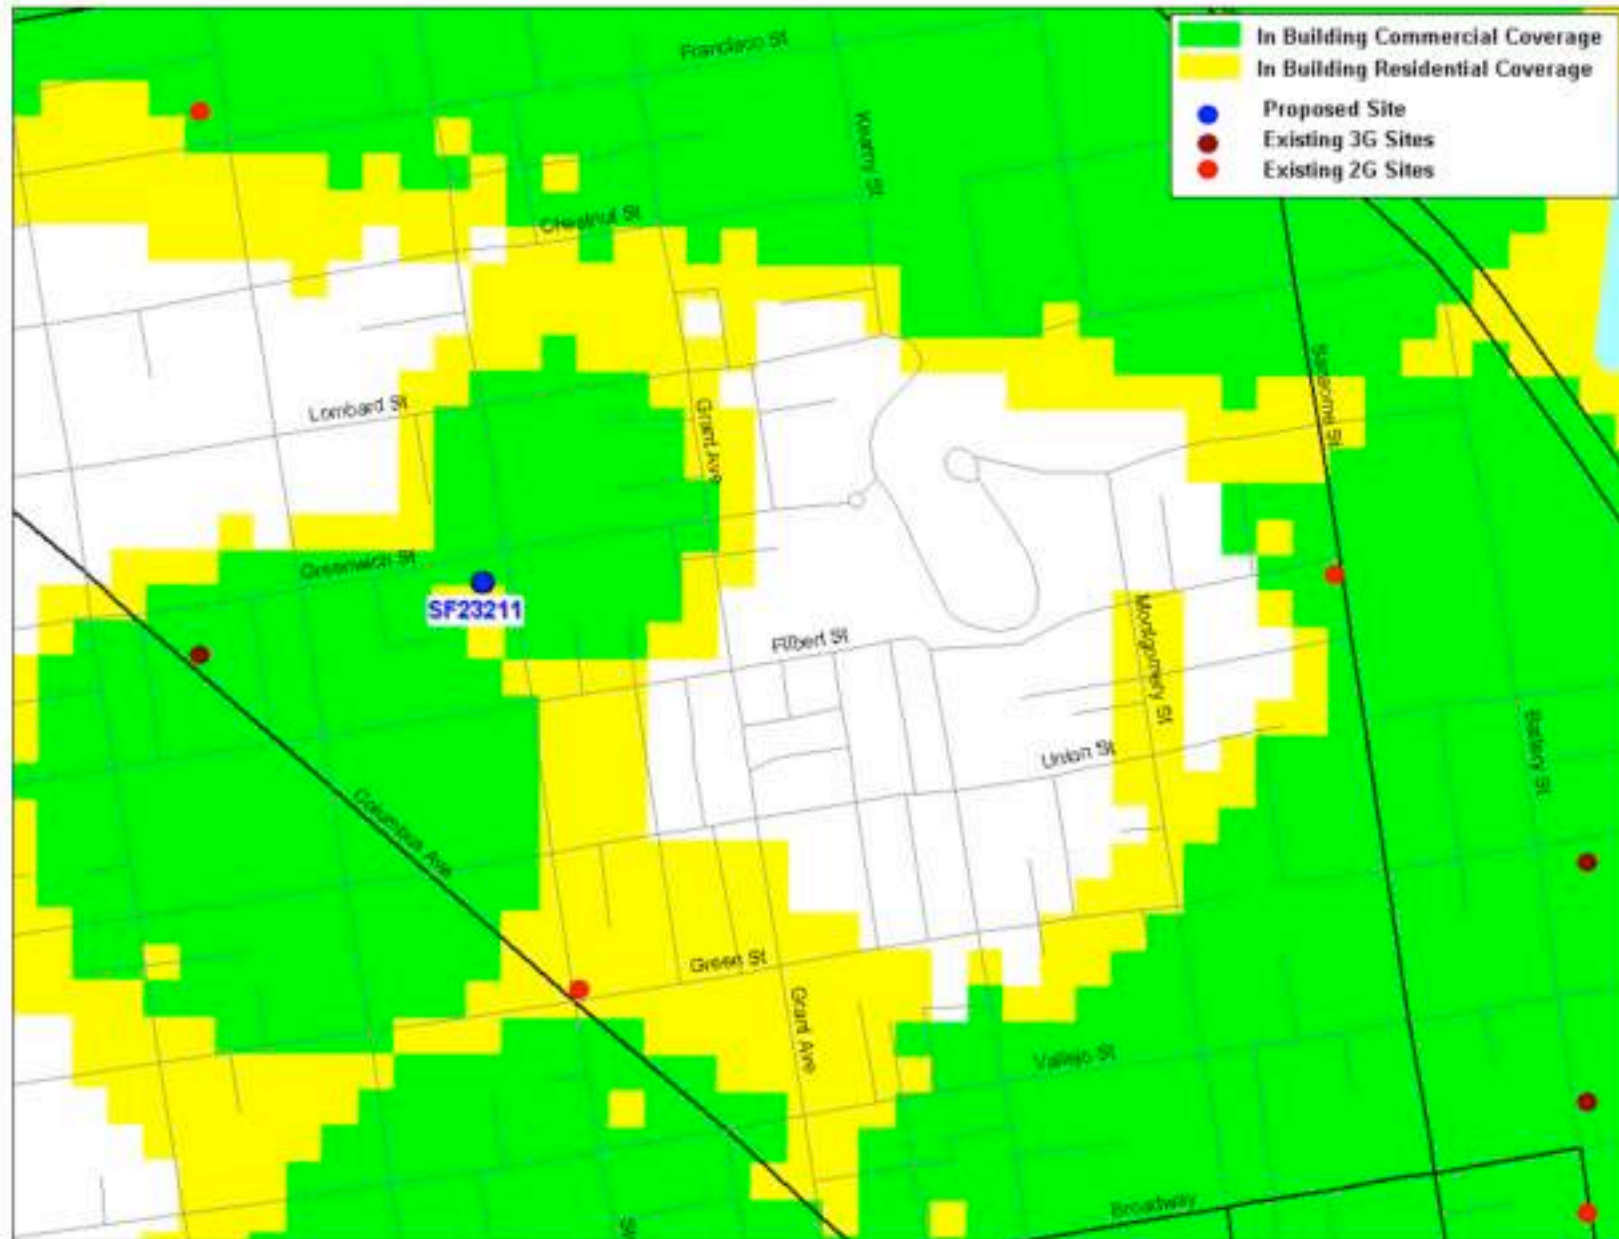 In Building Commercial Coverage
In Building Residential Coverage
Proposed Site
Existing 3G Sites
Existing 2G Sites
Francisco St
Kearny St
Chestnut St
Sansome St
Lombard St
Grant Ave
Greenwich St
SF23211
Filbert St
Montgomery St
Union St
Battery St
Columbus Ave
Green St
Grant Ave
Vallejo St
Broadway
St